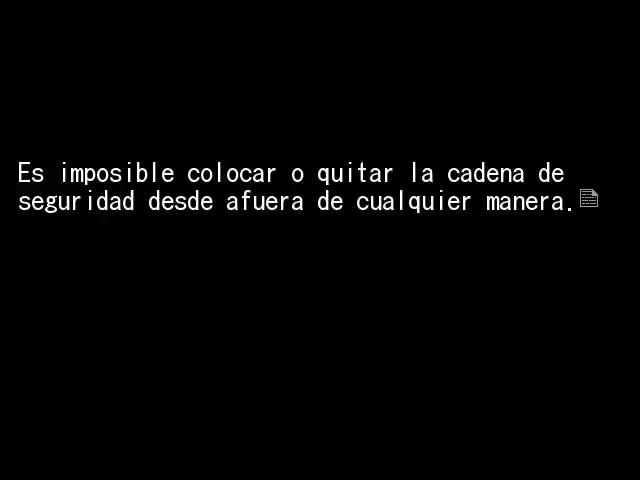 Es imposible colocar o quitar la cadena de
seguridad desde afuera de cualquier manera.